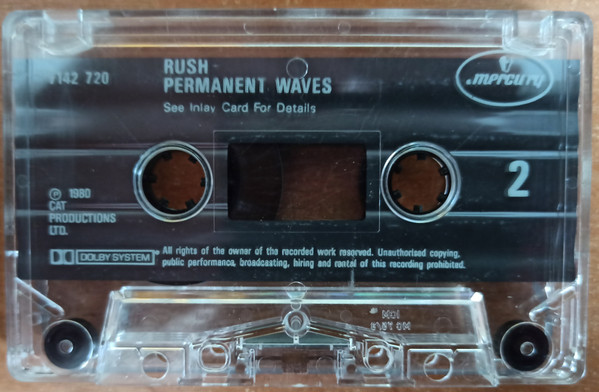 7142 720
RUSH
PERMANENT WAVES
See Inlay Card For Details
mercury
2
℗ 1980
CAT
PRODUCTIONS
LTD.
DOLBY SYSTEM
All rights of the owner of the recorded work reserved. Unauthorised copying,
public performance, broadcasting, hiring and rental of this recording prohibited.